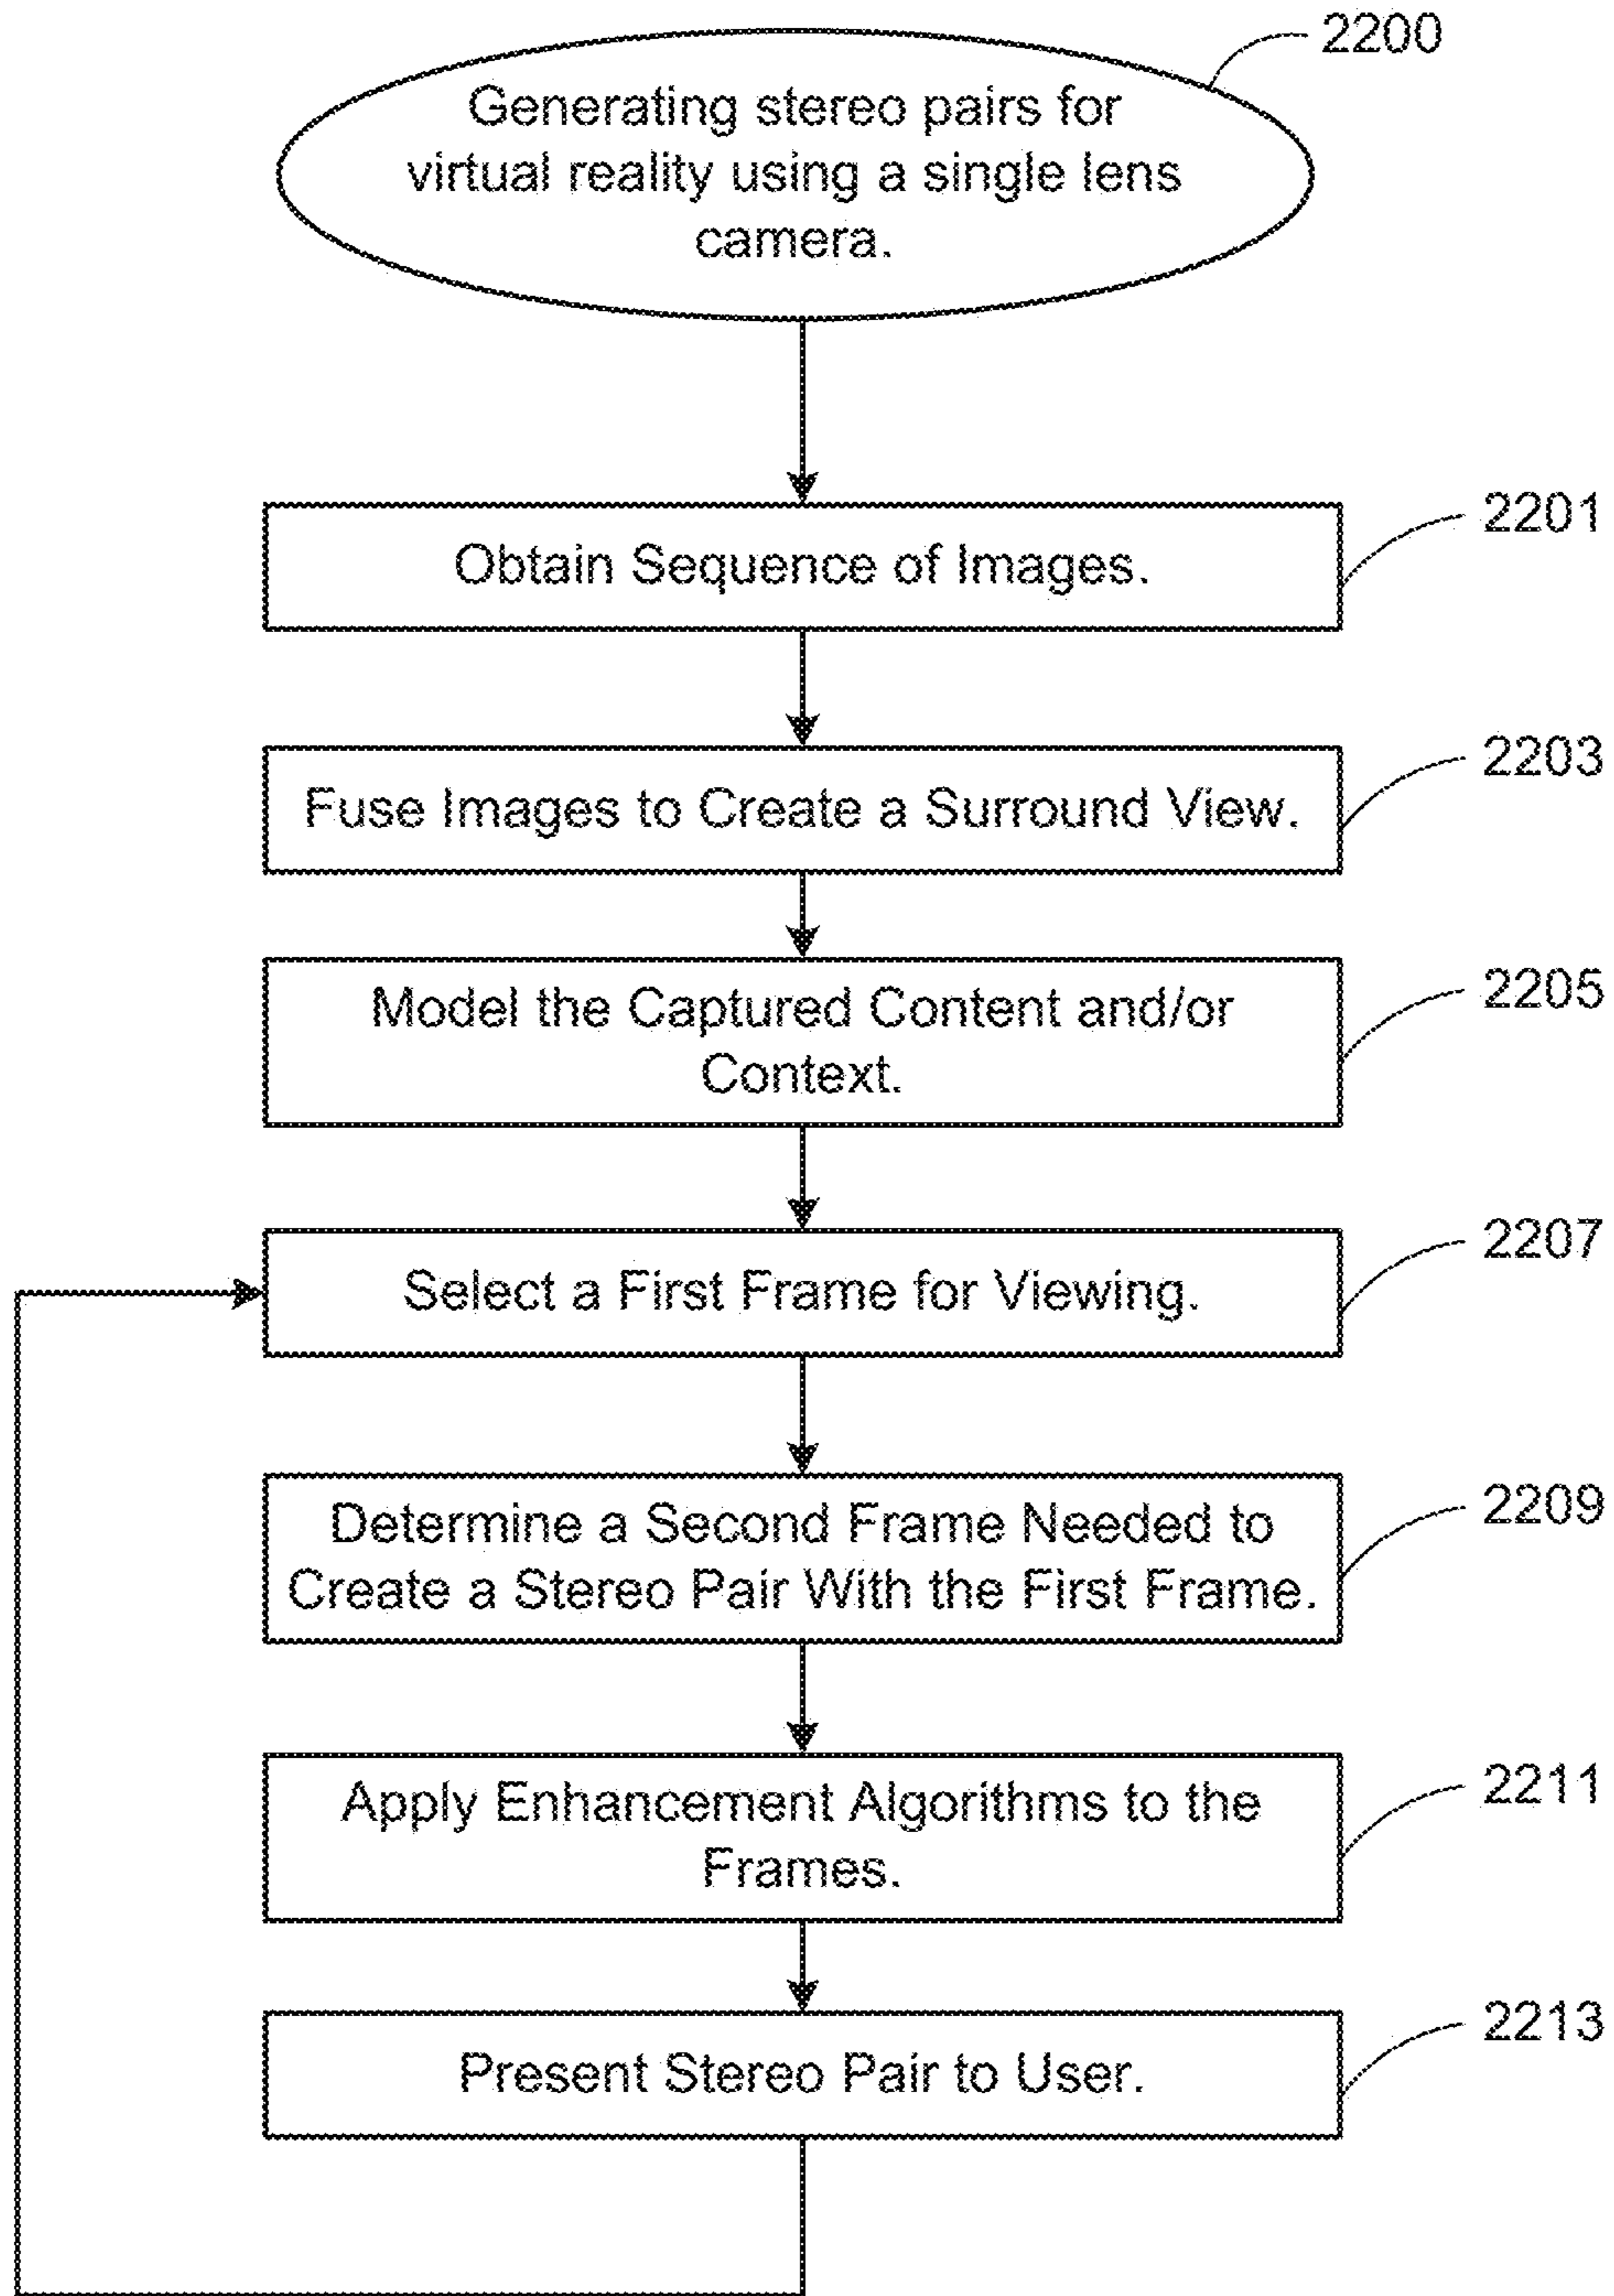 2200
Generating stereo pairs for
virtual reality using a single lens
camera.
2201
Obtain Sequence of Images.
2203
Fuse Images to Create a Surround View.
2205
Model the Captured Content and/or
Context.
2207
Select a First Frame for Viewing.
2209
Determine a Second Frame Needed to
Create a Stereo Pair With the First Frame.
2211
Apply Enhancement Algorithms to the
Frames.
2213
Present Stereo Pair to User.